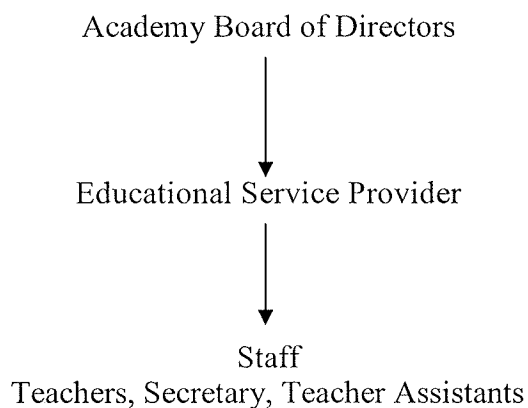 Academy Board of Directors
Educational Service Provider
Staff
Teachers, Secretary, Teacher Assistants